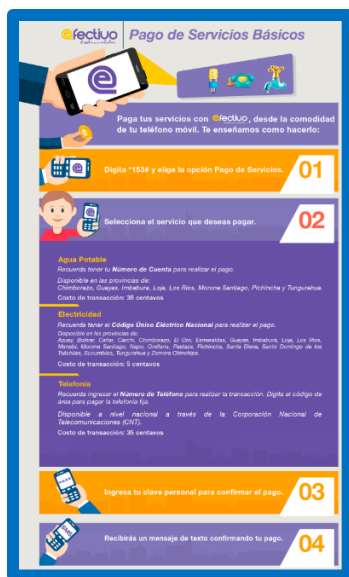 efectivo Pago de Servicios Básicos
Paga tus servicios con efectivo, desde la comodidad
de tu teléfono móvil. Te enseñamos como hacerlo:
Digita *153# y elige la opción Pago de Servicios. 01
Selecciona el servicio que deseas pagar. 02
Agua Potable
Recuerda tener tu Número de Cuenta para realizar el pago.
Disponible en las provincias de:
Chimborazo, Guayas, Imbabura, Loja, Los Ríos, Morona Santiago, Pichincha y Tungurahua.
Costo de transacción: 35 centavos
Electricidad
Recuerda tener el Código Único Eléctrico Nacional para realizar el pago.
Disponible en las provincias de:
Azuay, Bolívar, Cañar, Carchi, Chimborazo, El Oro, Esmeraldas, Guayas, Imbabura, Loja, Los Ríos,
Manabí, Morona Santiago, Napo, Orellana, Pastaza, Pichincha, Santa Elena, Santo Domingo de los
Tsáchilas, Sucumbíos, Tungurahua y Zamora Chinchipe.
Costo de transacción: 5 centavos
Telefonía
Recuerda ingresar el Número de Teléfono para realizar la transacción. Digita el código de
área para pagar la telefonía fija.
Disponible a nivel nacional a través de la Corporación Nacional de
Telecomunicaciones (CNT).
Costo de transacción: 35 centavos
Ingresa tu clave personal para confirmar el pago. 03
Recibirás un mensaje de texto confirmando tu pago. 04